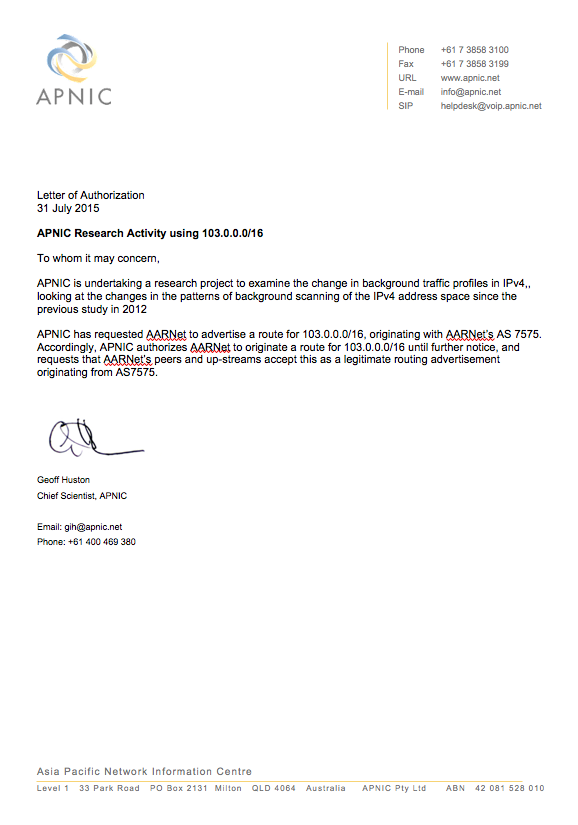 APNIC
Phone +61 7 3858 3100
Fax +61 7 3858 3199
URL www.apnic.net
E-mail info@apnic.net
SIP helpdesk@voip.apnic.net
Letter of Authorization
31 July 2015
APNIC Research Activity using 103.0.0.0/16
To whom it may concern,
APNIC is undertaking a research project to examine the change in background traffic profiles in IPv4,,
looking at the changes in the patterns of background scanning of the IPv4 address space since the
previous study in 2012
APNIC has requested AARNet to advertise a route for 103.0.0.0/16, originating with AARNet's AS 7575.
Accordingly, APNIC authorizes AARNet to originate a route for 103.0.0.0/16 until further notice, and
requests that AARNet's peers and up-streams accept this as a legitimate routing advertisement
originating from AS7575.
Geoff Huston
Chief Scientist, APNIC
Email: gih@apnic.net
Phone: +61 400 469 380
Asia Pacific Network Information Centre
Level 1 33 Park Road PO Box 2131 Milton QLD 4064 Australia APNIC Pty Ltd ABN 42 081 528 010